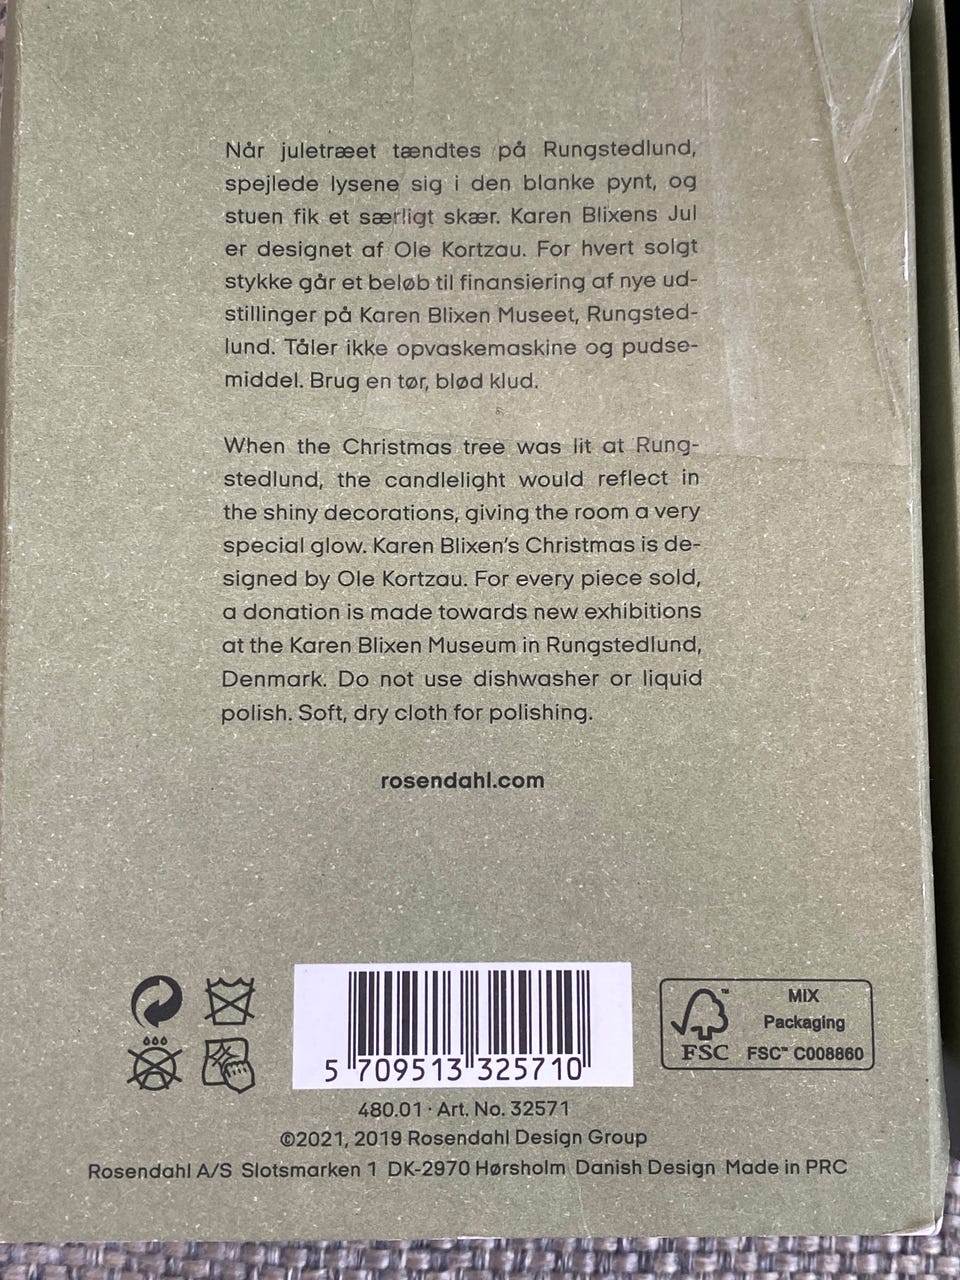 Når juletræet tændtes på Rungstedlund,
spejlede lysene sig i den blanke pynt, og
stuen fik et særligt skær. Karen Blixens Jul
er designet af Ole Kortzau. For hvert solgt
stykke går et beløb til finansiering af nye ud-
stillinger på Karen Blixen Museet, Rungsted-
lund. Tåler ikke opvaskemaskine og pudse-
middel. Brug en tør, blød klud.
When the Christmas tree was lit at Rung-
stedlund, the candlelight would reflect in
the shiny decorations, giving the room a very
special glow. Karen Blixen's Christmas is de-
signed by Ole Kortzau. For every piece sold,
a donation is made towards new exhibitions
at the Karen Blixen Museum in Rungstedlund,
Denmark. Do not use dishwasher or liquid
polish. Soft, dry cloth for polishing.
rosendahl.com
5 709513 325710
FSC™
MIX
Packaging
FSC™ C008860
480.01 · Art. No. 32571
©2021, 2019 Rosendahl Design Group
Rosendahl A/S Slotsmarken 1 DK-2970 Hørsholm Danish Design Made in PRC